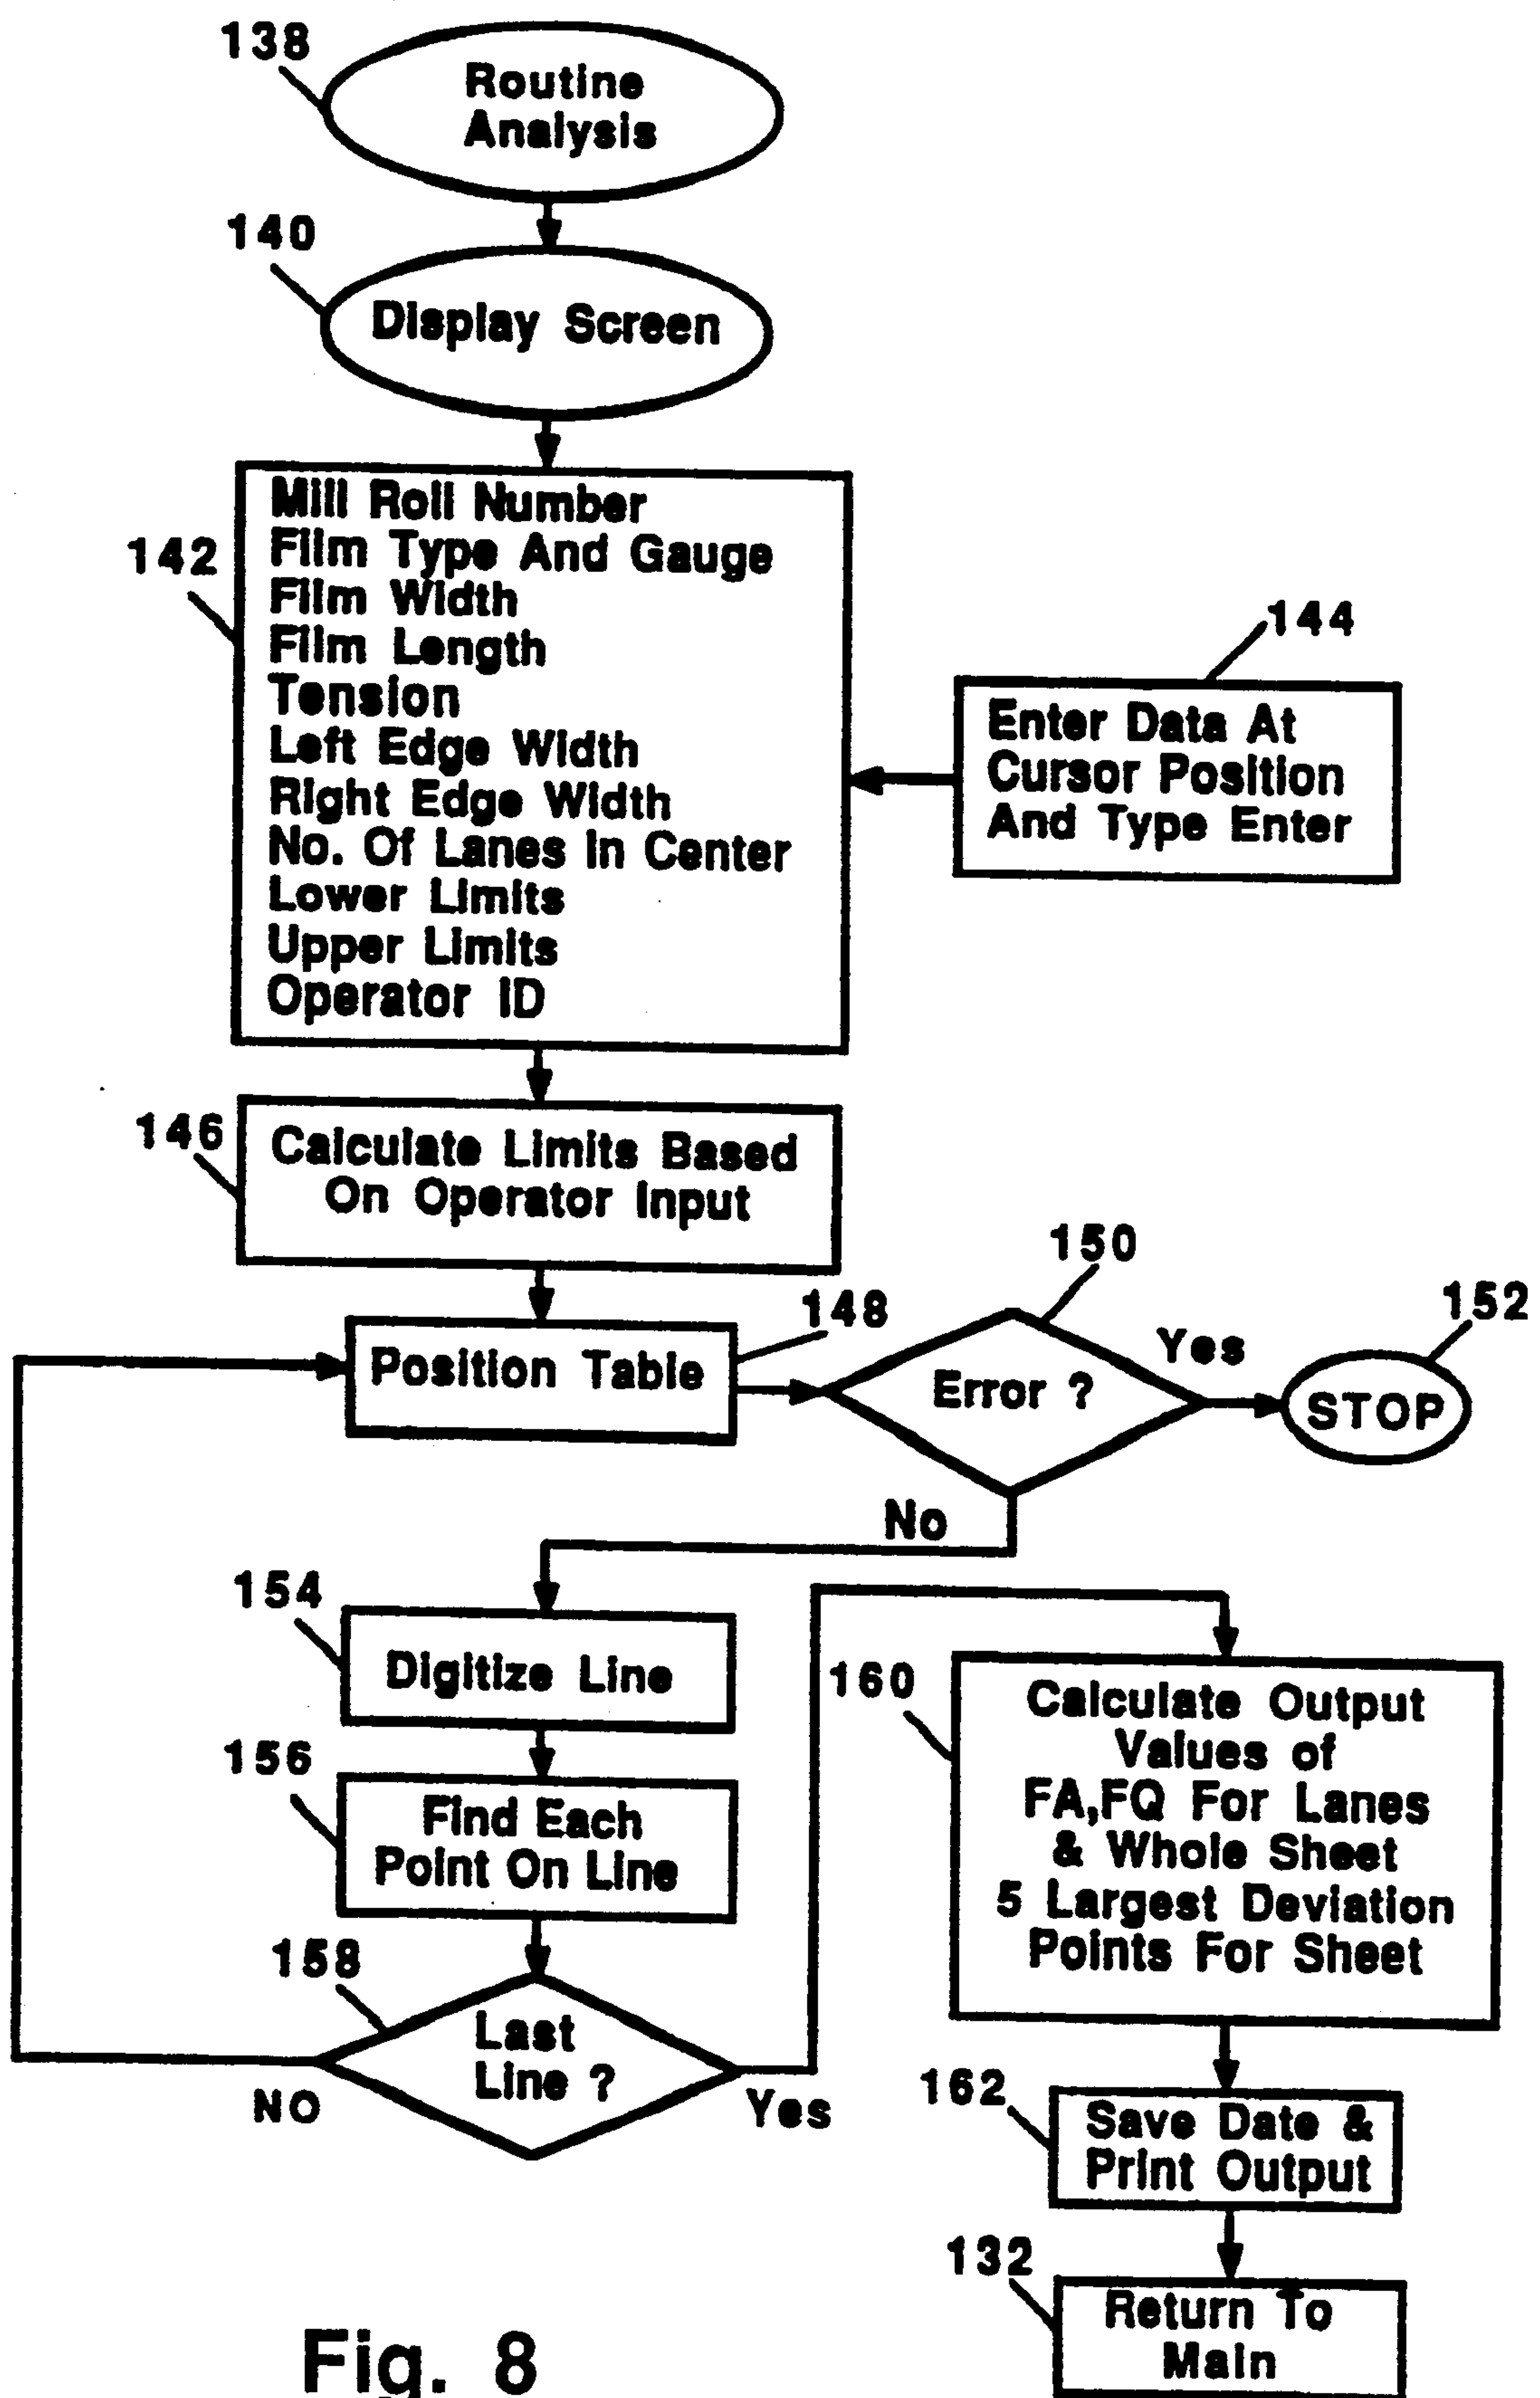 138
Routine
Analysis
140
Display Screen
142
Mill Roll Number
Film Type And Gauge
Film Width
Film Length
Tension
Left Edge Width
Right Edge Width
No. Of Lanes In Center
Lower Limits
Upper Limits
Operator ID
144
Enter Data At
Cursor Position
And Type Enter
146
Calculate Limits Based
On Operator Input
148
Position Table
150
Error ?
Yes
152
STOP
No
154
Digitize Line
156
Find Each
Point On Line
158
Last
Line ?
NO
Yes
160
Calculate Output
Values of
FA,FQ For Lanes
& Whole Sheet
5 Largest Deviation
Points For Sheet
162
Save Date &
Print Output
132
Return To
Main
Fig. 8